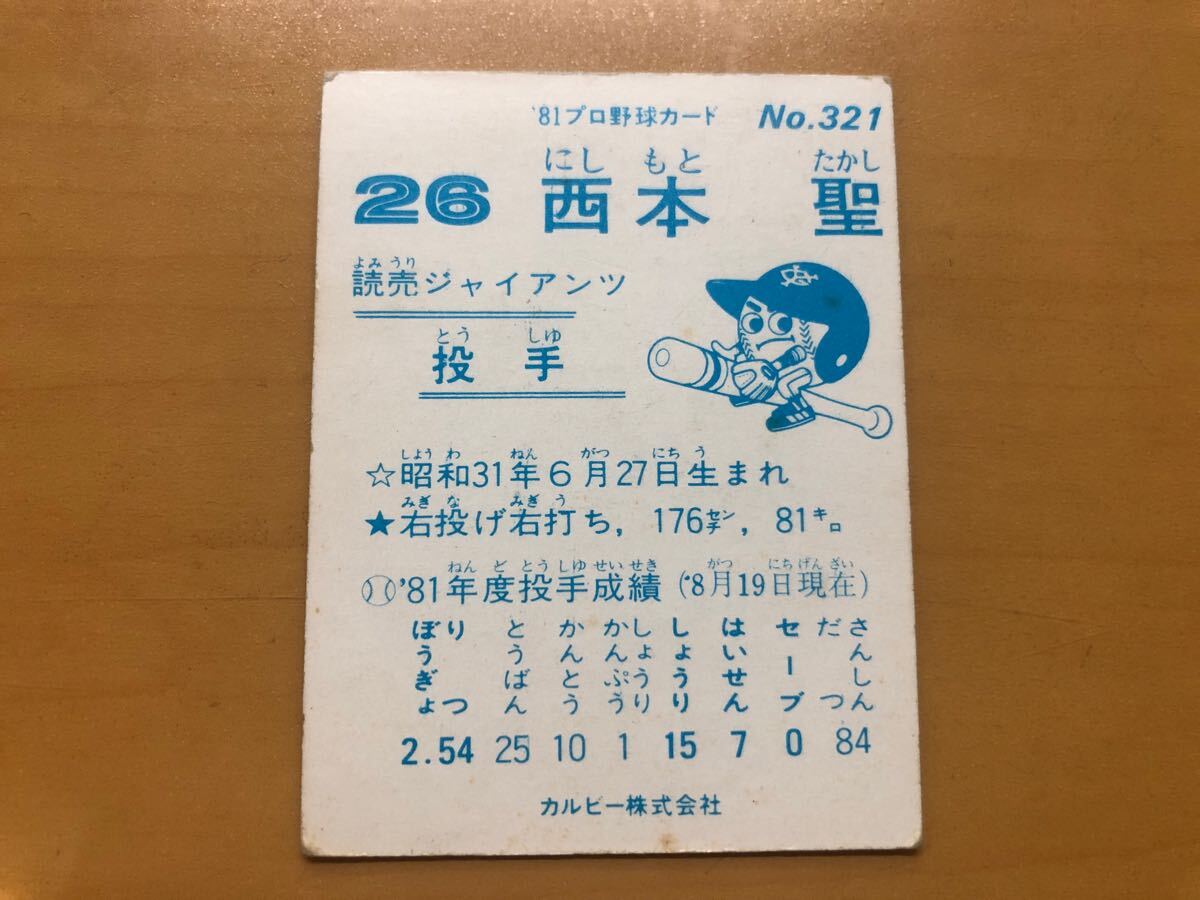 '81プロ野球カード No.321
にしもと たかし
26 西本 聖
よみうり
読売ジャイアンツ
とうしゆ
投手
しようわ ねん がつ にちう
☆昭和31年6月27日生まれ
みぎな みぎう
★右投げ右打ち，176センチ，81キロ
ねんどとうしゆせいせき がつ にちげんざい
'81年度投手成績（8月19日現在）
ぼうぎょりつ とうばん かんとう かんぷうしょうり しょうり はいせん セーブ だつさんしん
2.54 25 10 1 15 7 0 84
カルビー株式会社